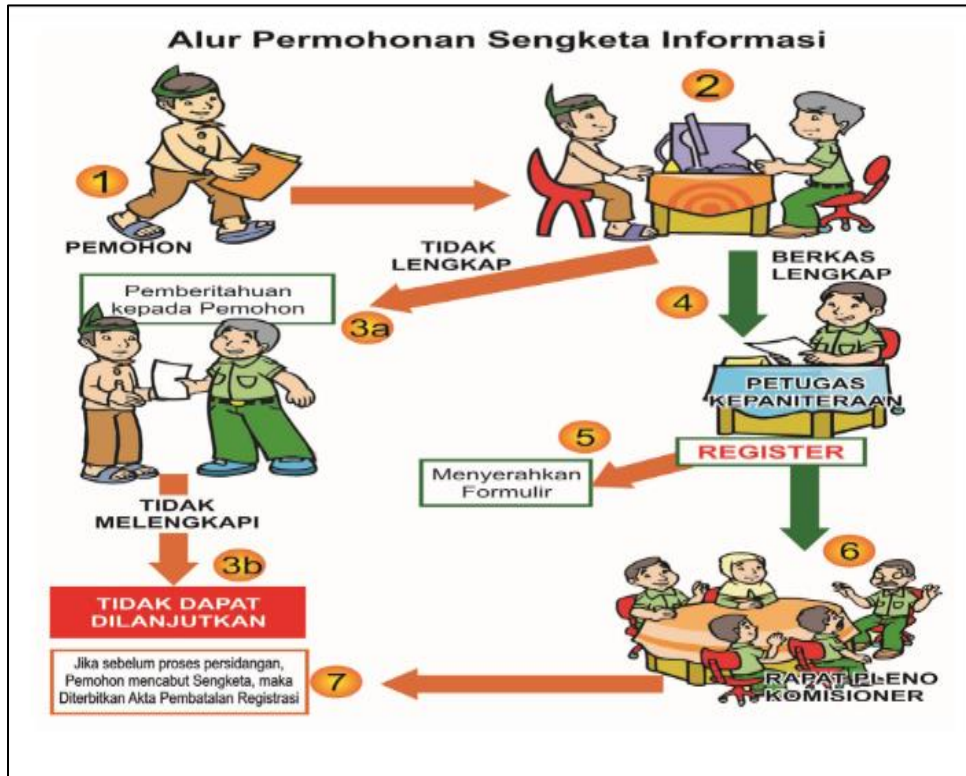 Alur Permohonan Sengketa Informasi
1
PEMOHON
2
TIDAK
LENGKAP
BERKAS
LENGKAP
Pemberitahuan
kepada Pemohon
3a
4
PETUGAS
KEPANITERAAN
REGISTER
5
Menyerahkan
Formulir
TIDAK
MELENGKAPI
3b
6
TIDAK DAPAT
DILANJUTKAN
Jika sebelum proses persidangan,
Pemohon mencabut Sengketa, maka
Diterbitkan Akta Pembatalan Registrasi
7
RAPAT PLENO
KOMISIONER